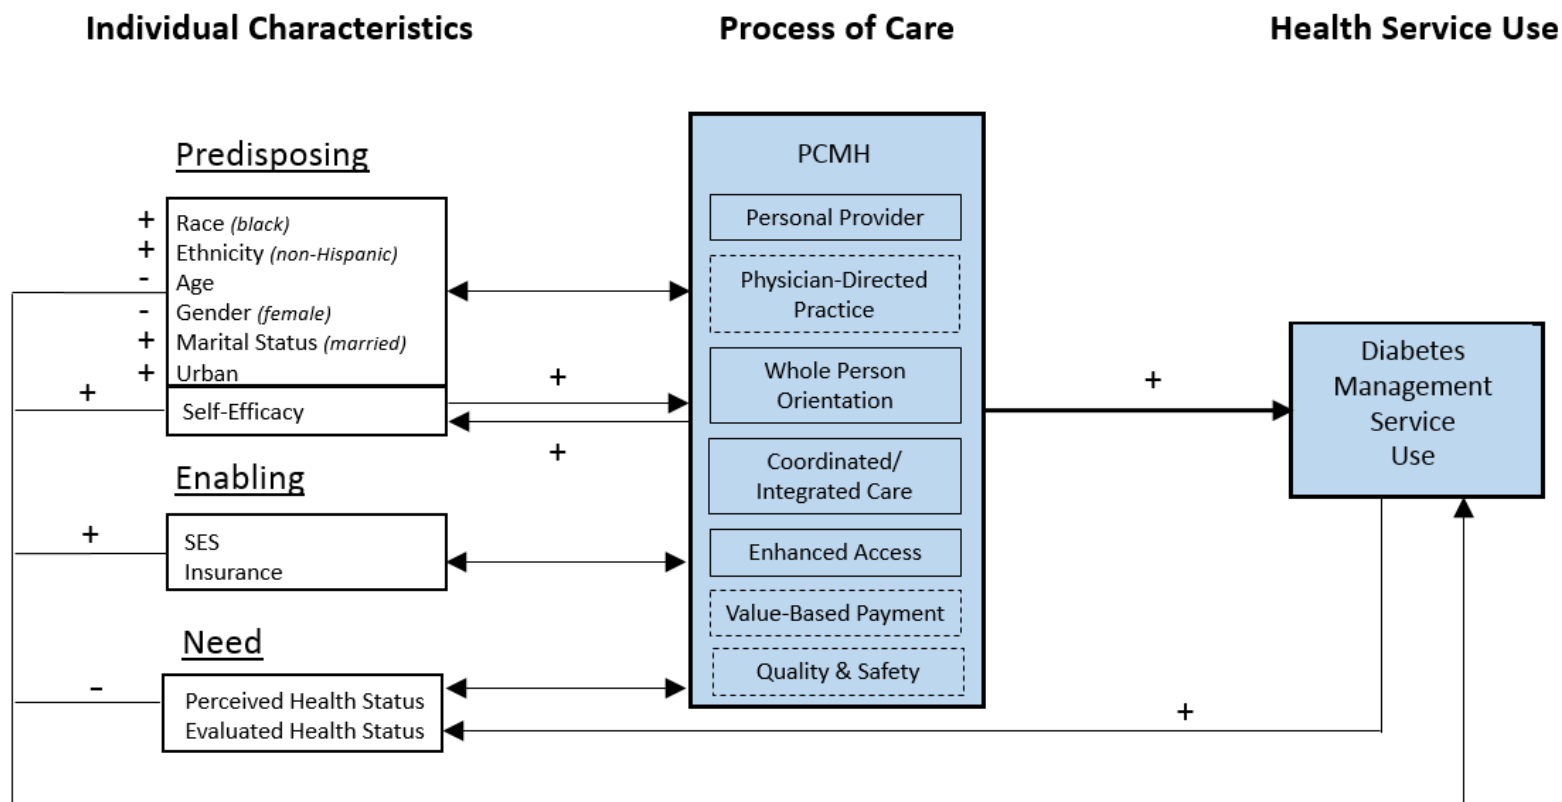 Individual Characteristics
Process of Care
Health Service Use
Predisposing
+ Race (black)
+ Ethnicity (non-Hispanic)
- Age
- Gender (female)
+ Marital Status (married)
+ Urban
+
Self-Efficacy
+
+
Enabling
+
SES
Insurance
Need
-
Perceived Health Status
Evaluated Health Status
PCMH
Personal Provider
Physician-Directed
Practice
Whole Person
Orientation
Coordinated/
Integrated Care
Enhanced Access
Value-Based Payment
Quality & Safety
+
+
Diabetes
Management
Service
Use